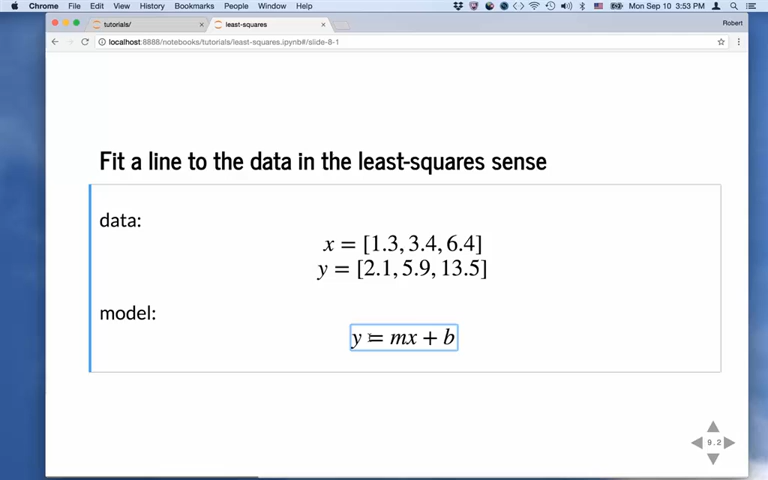 Chrome File Edit View History Bookmarks People Window Help Mon Sep 10 3:53 PM Robert
tutorials/ least-squares Robert
localhost:8888/notebooks/tutorials/least-squares.ipynb#/slide-8-1
Fit a line to the data in the least-squares sense
data:
x = [1.3, 3.4, 6.4]
y = [2.1, 5.9, 13.5]
model:
y = mx + b
9.2